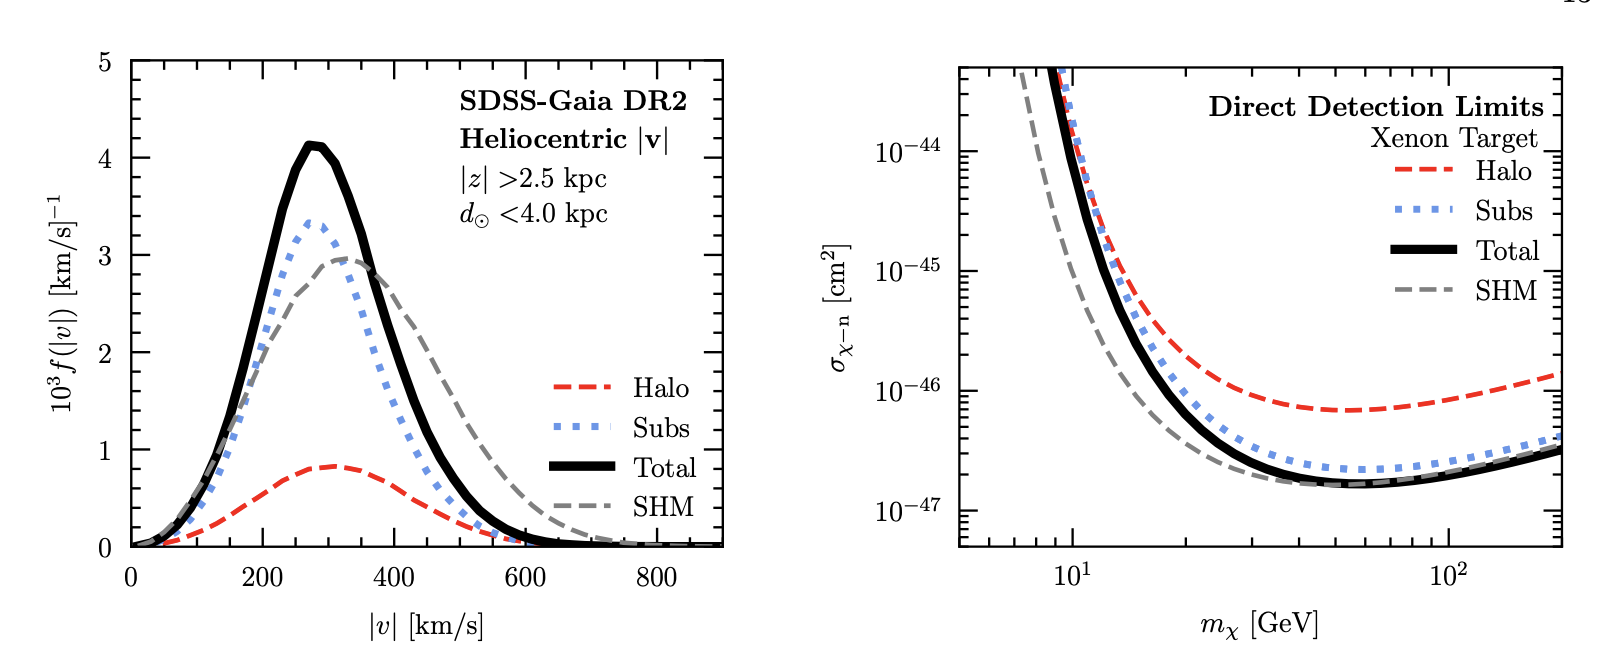 SDSS-Gaia DR2
Heliocentric |v|
|z| >2.5 kpc
d⊙ <4.0 kpc
Halo
Subs
Total
SHM
5
4
3
2
1
0
10³f(|v|) [km/s]⁻¹
0 200 400 600 800
|v| [km/s]
Direct Detection Limits
Xenon Target
Halo
Subs
Total
SHM
10⁻⁴⁴
10⁻⁴⁵
10⁻⁴⁶
10⁻⁴⁷
σχ−n [cm²]
10¹ 10²
mχ [GeV]